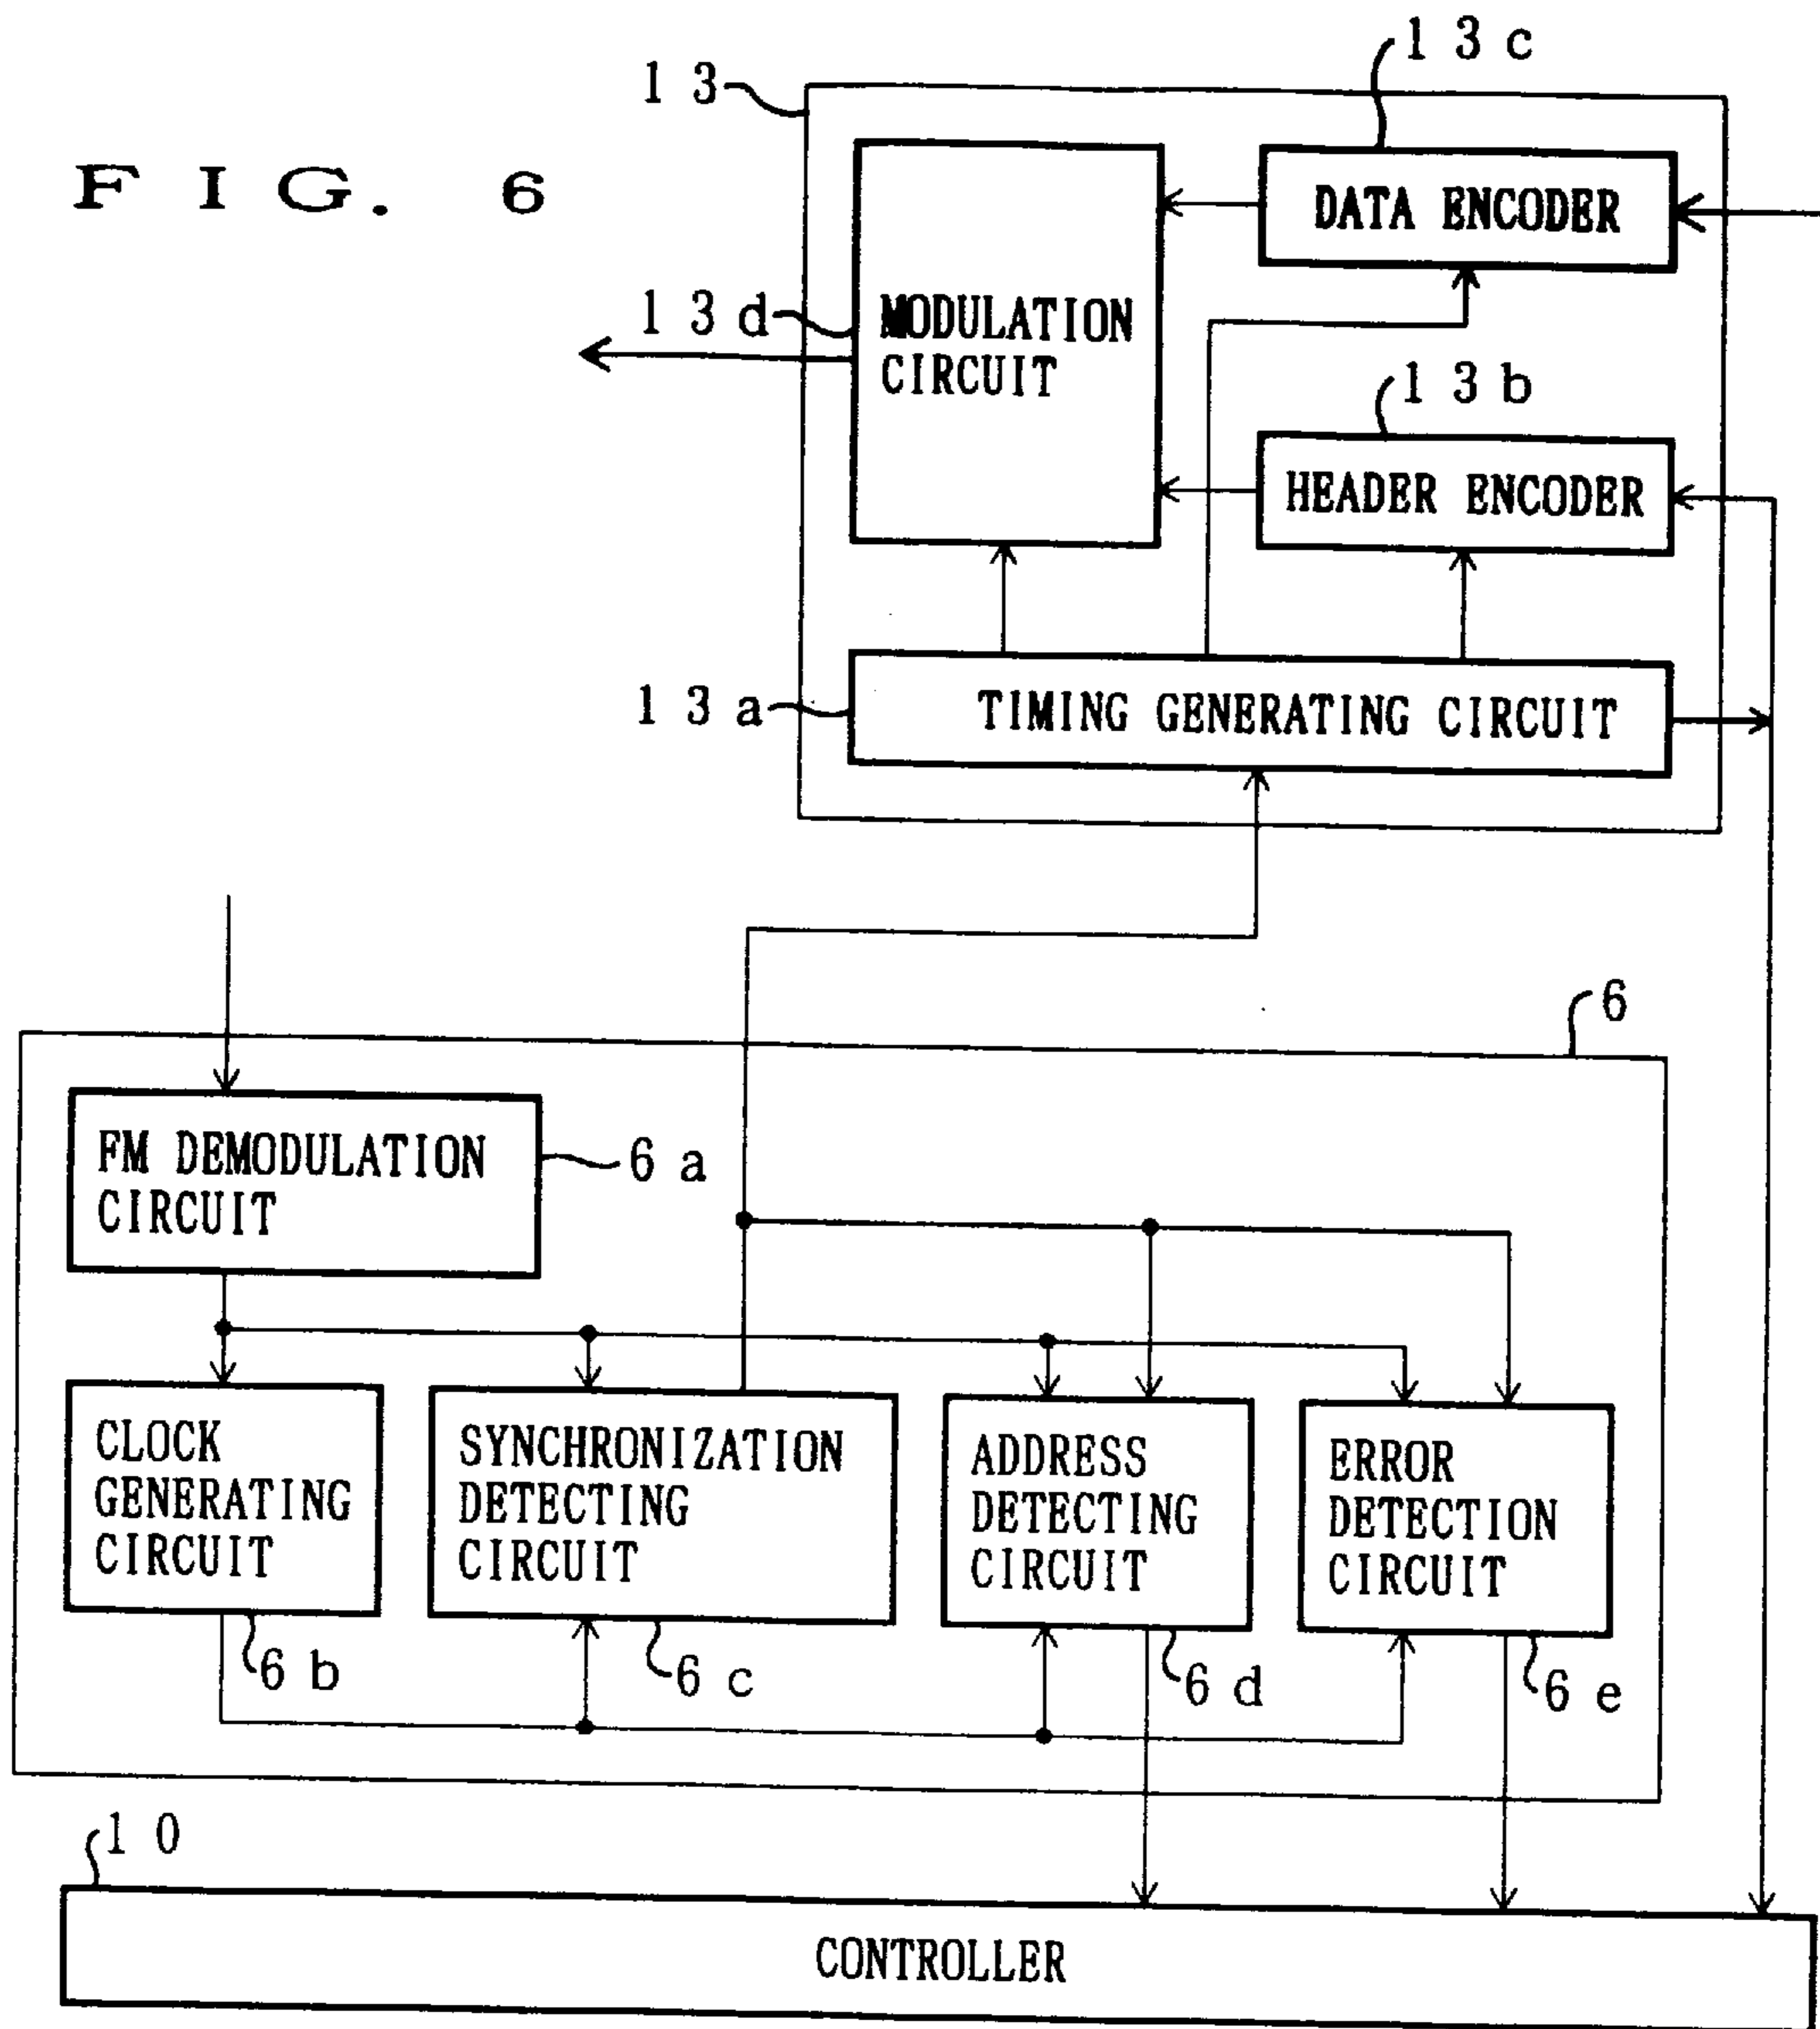 FIG. 6
13
13c
DATA ENCODER
13d
MODULATION
CIRCUIT
13b
HEADER ENCODER
13a
TIMING GENERATING CIRCUIT
6
FM DEMODULATION
CIRCUIT
6a
CLOCK
GENERATING
CIRCUIT
6b
SYNCHRONIZATION
DETECTING
CIRCUIT
6c
ADDRESS
DETECTING
CIRCUIT
6d
ERROR
DETECTION
CIRCUIT
6e
10
CONTROLLER